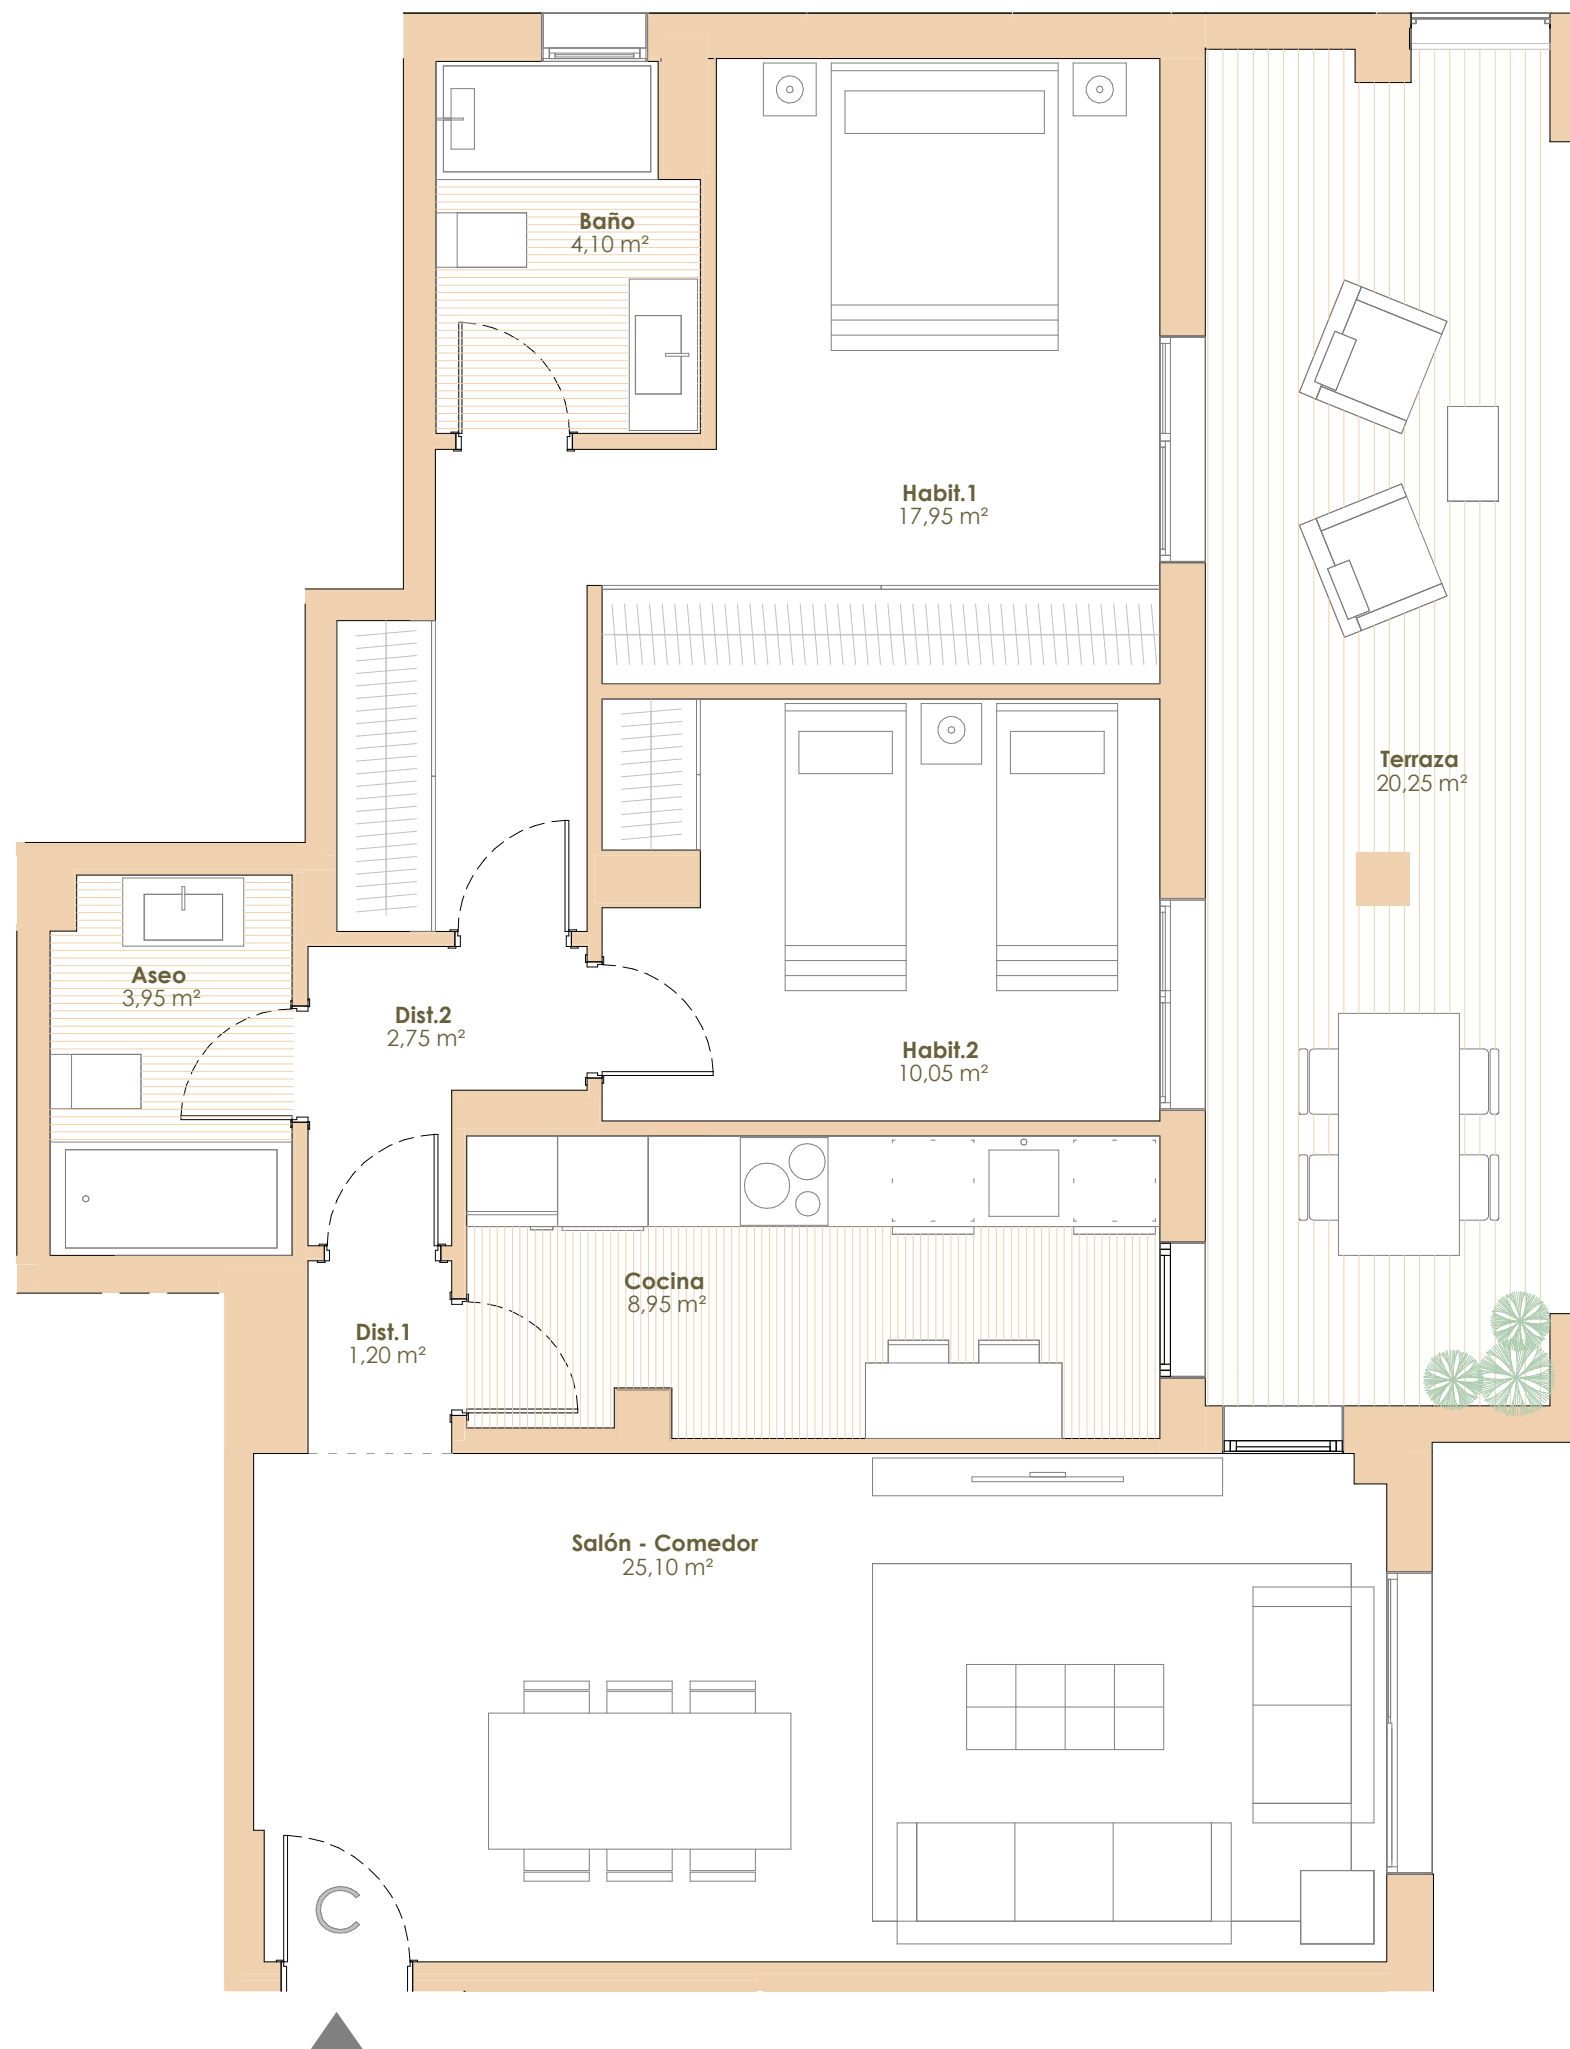 Baño
4,10 m²
Habit.1
17,95 m²
Terraza
20,25 m²
Aseo
3,95 m²
Dist.2
2,75 m²
Habit.2
10,05 m²
Cocina
8,95 m²
Dist.1
1,20 m²
Salón - Comedor
25,10 m²
C